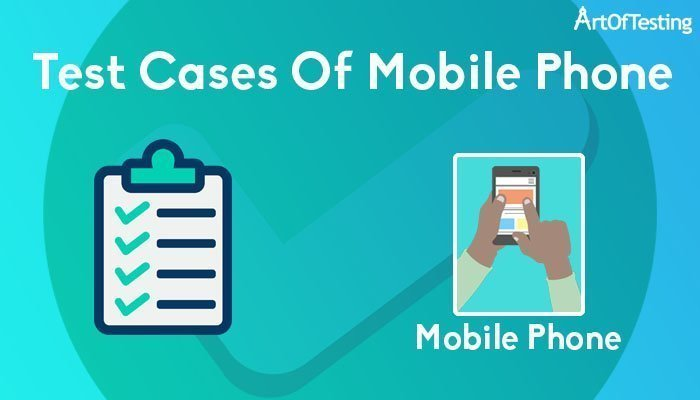 ArtOfTesting
Test Cases Of Mobile Phone
Mobile Phone